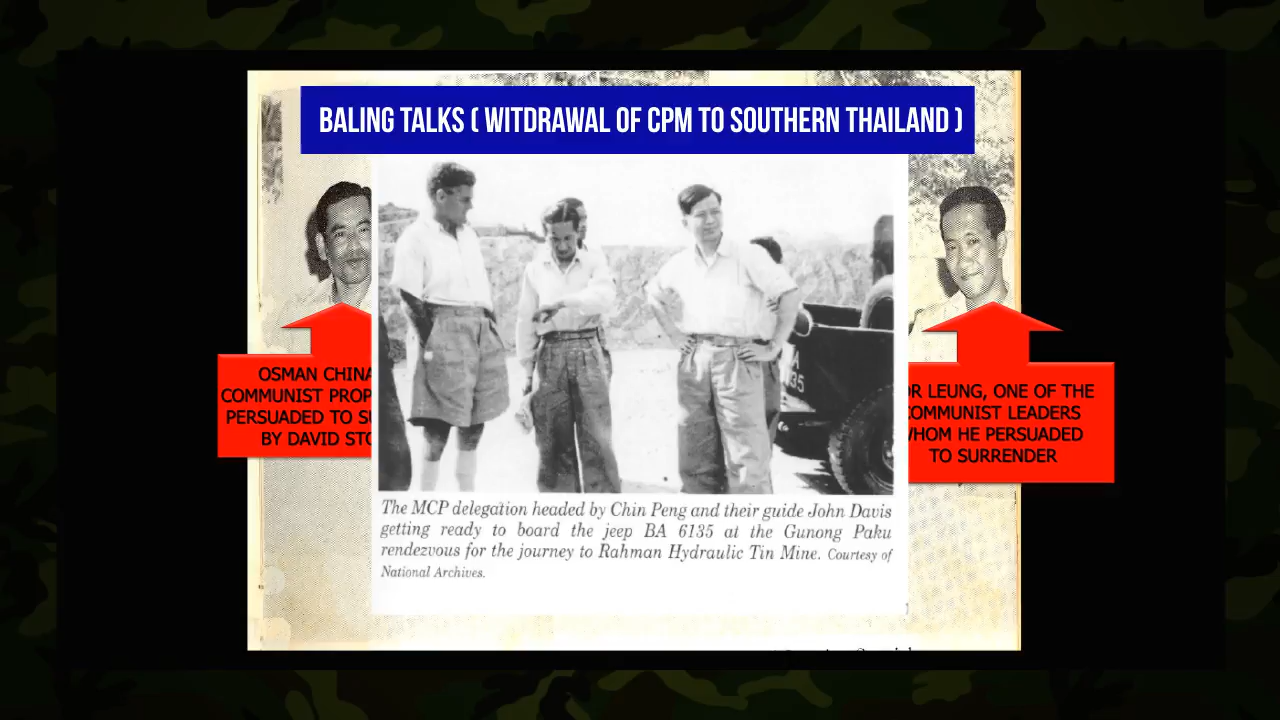 BALING TALKS ( WITDRAWAL OF CPM TO SOUTHERN THAILAND )
OSMAN CHINA
COMMUNIST PROP
PERSUADED TO SU
BY DAVID STO
OR LEUNG, ONE OF THE
COMMUNIST LEADERS
WHOM HE PERSUADED
TO SURRENDER
35
The MCP delegation headed by Chin Peng and their guide John Davis
getting ready to board the jeep BA 6135 at the Gunong Paku
rendezvous for the journey to Rahman Hydraulic Tin Mine. Courtesy of
National Archives.